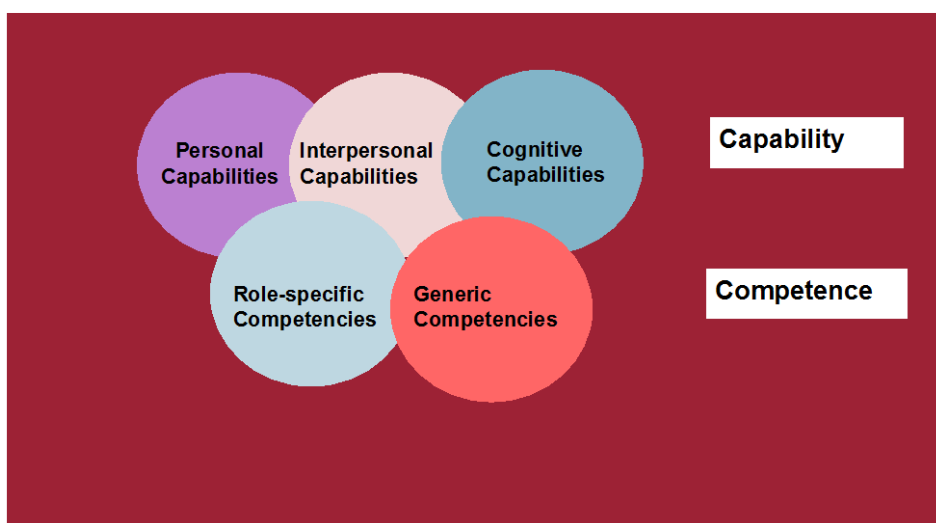 Personal
Capabilities
Interpersonal
Capabilities
Cognitive
Capabilities
Capability
Role-specific
Competencies
Generic
Competencies
Competence